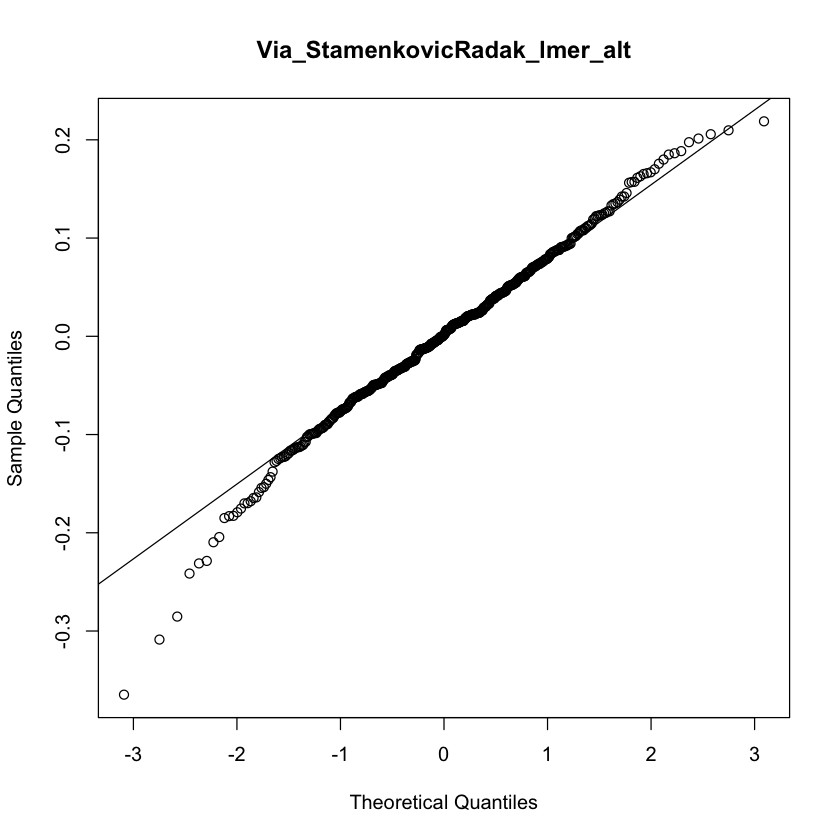 Via_StamenkovicRadak_lmer_alt
0.2
0.1
0.0
-0.1
-0.2
-0.3
Sample Quantiles
-3 -2 -1 0 1 2 3
Theoretical Quantiles